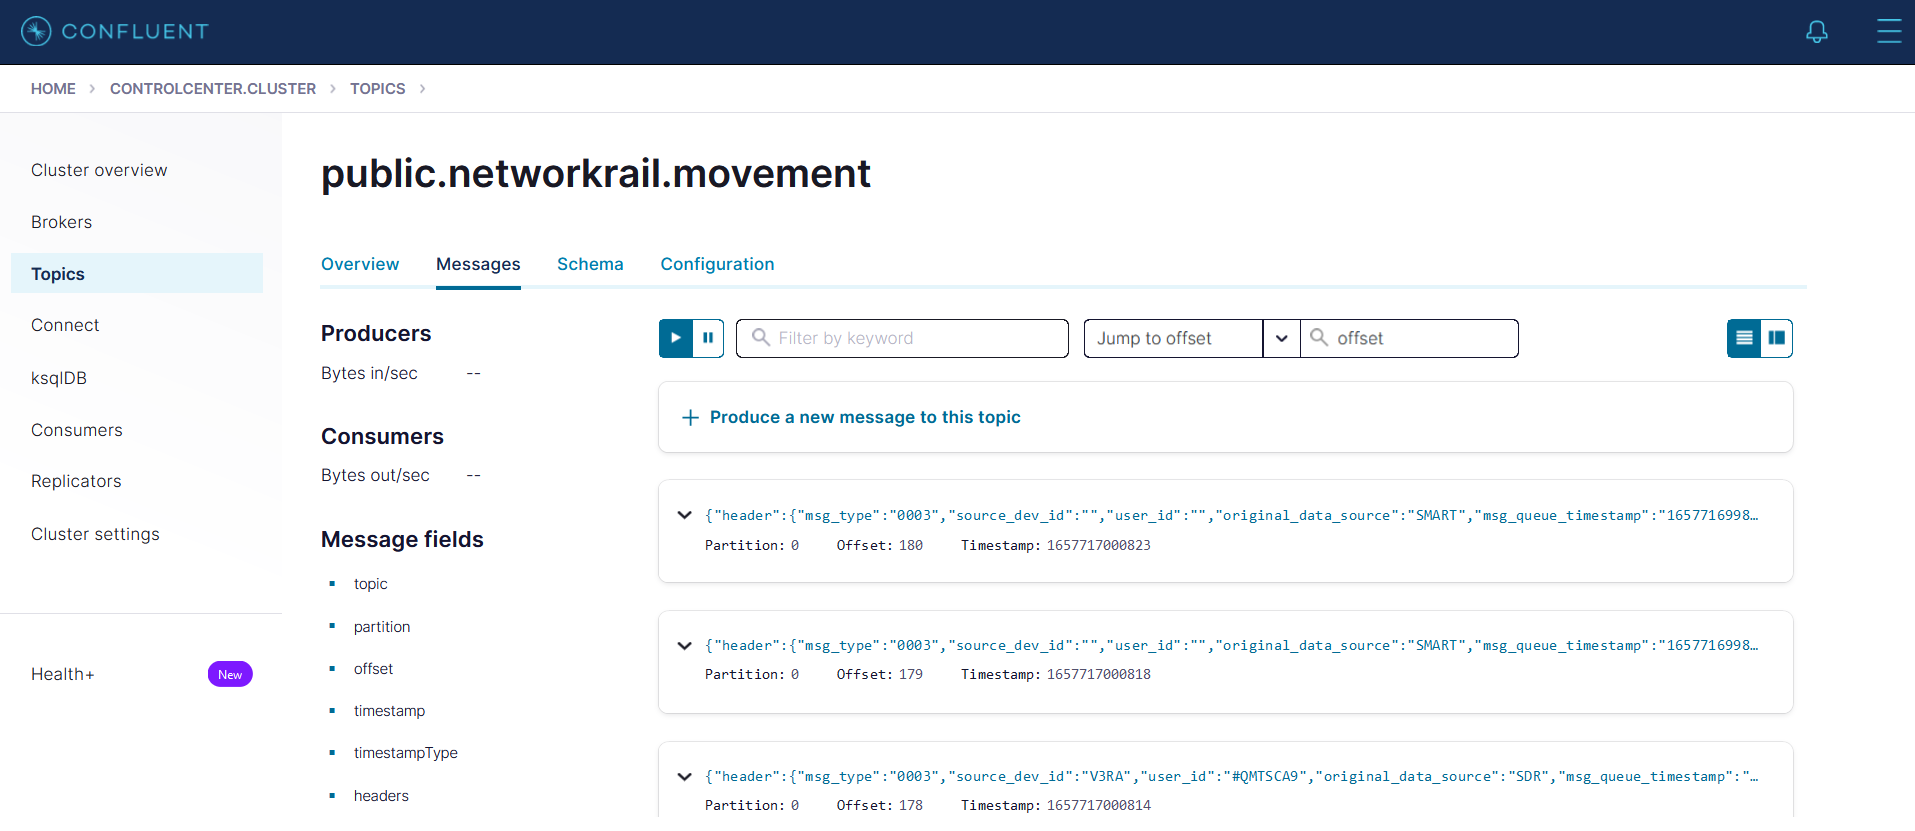 CONFLUENT
HOME > CONTROLCENTER.CLUSTER > TOPICS >
Cluster overview
Brokers
Topics
Connect
ksqlDB
Consumers
Replicators
Cluster settings
Health+ New
public.networkrail.movement
Overview Messages Schema Configuration
Producers
Bytes in/sec --
Consumers
Bytes out/sec --
Message fields
topic
partition
offset
timestamp
timestampType
headers
Filter by keyword Jump to offset offset
+ Produce a new message to this topic
{"header":{"msg_type":"0003","source_dev_id":"","user_id":"","original_data_source":"SMART","msg_queue_timestamp":"1657716998…
Partition: 0 Offset: 180 Timestamp: 1657717000823
{"header":{"msg_type":"0003","source_dev_id":"","user_id":"","original_data_source":"SMART","msg_queue_timestamp":"1657716998…
Partition: 0 Offset: 179 Timestamp: 1657717000818
{"header":{"msg_type":"0003","source_dev_id":"V3RA","user_id":"#QMTSCA9","original_data_source":"SDR","msg_queue_timestamp":"…
Partition: 0 Offset: 178 Timestamp: 1657717000814